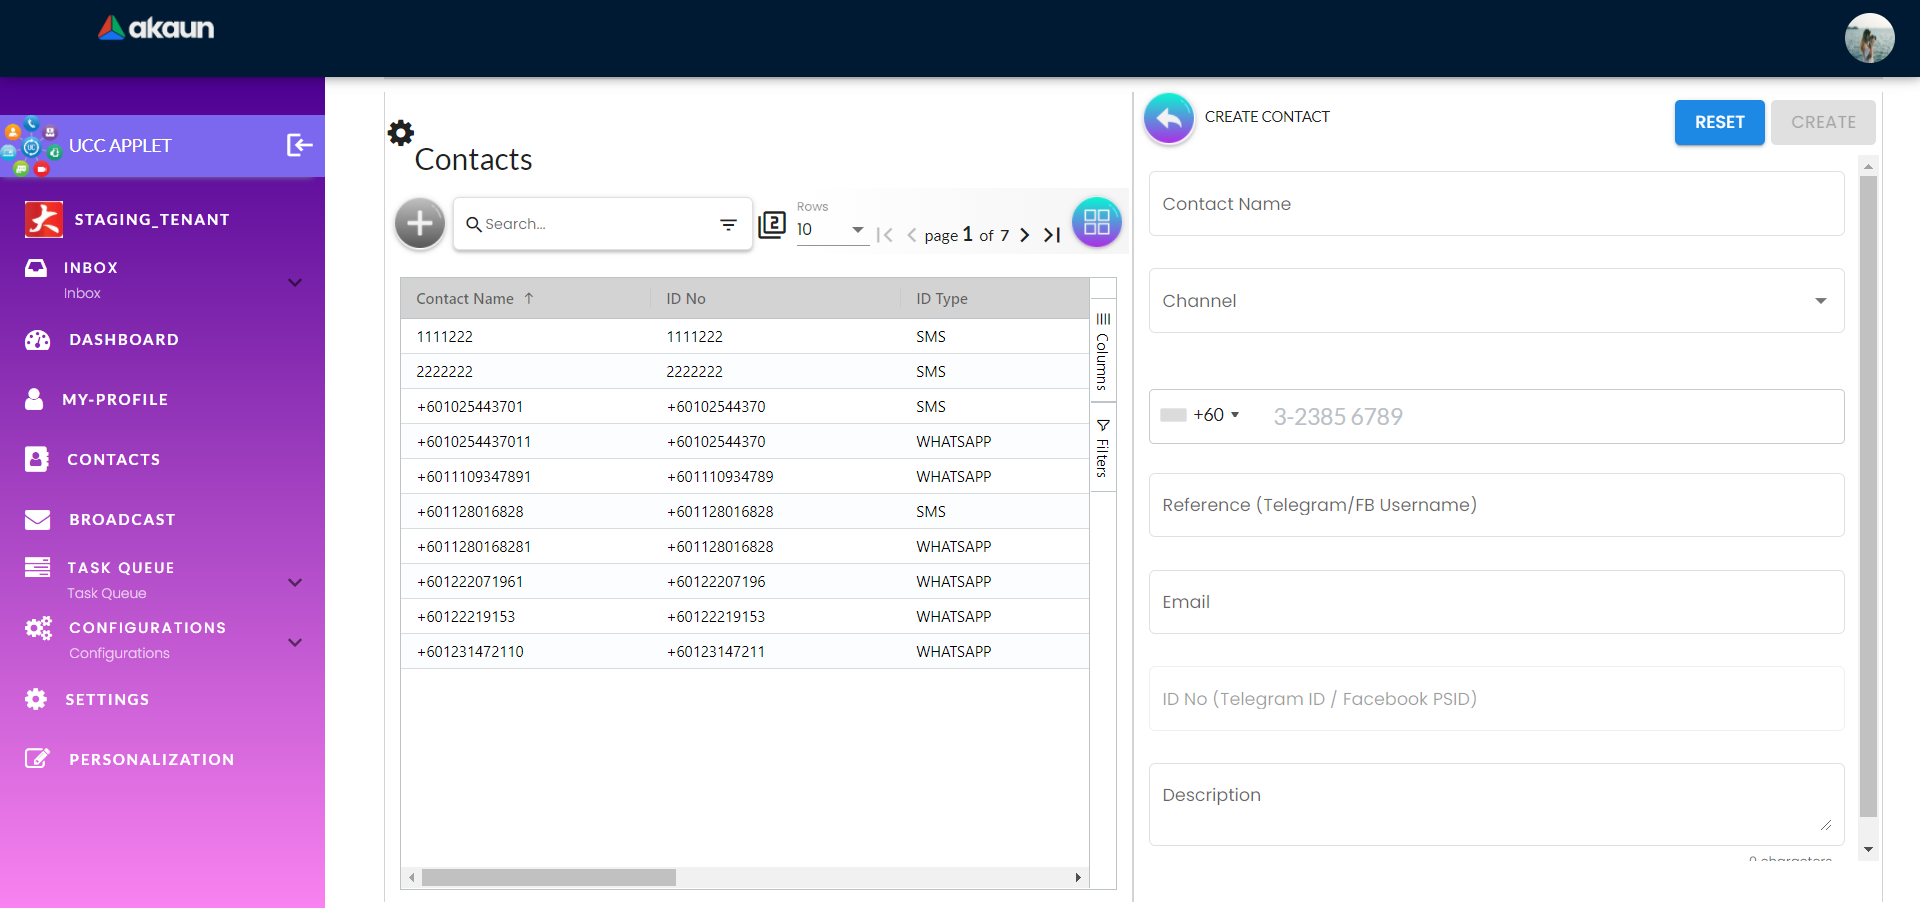 akaun
UCC APPLET
STAGING_TENANT
INBOX
Inbox
DASHBOARD
MY-PROFILE
CONTACTS
BROADCAST
TASK QUEUE
Task Queue
CONFIGURATIONS
Configurations
SETTINGS
PERSONALIZATION
Contacts
Search...
2
Rows
10
page 1 of 7
Contact Name ↑ ID No ID Type
1111222 1111222 SMS
2222222 2222222 SMS
+601025443701 +60102544370 SMS
+6010254437011 +60102544370 WHATSAPP
+6011109347891 +601110934789 WHATSAPP
+601128016828 +601128016828 SMS
+6011280168281 +601128016828 WHATSAPP
+601222071961 +60122207196 WHATSAPP
+60122219153 +60122219153 WHATSAPP
+601231472110 +60123147211 WHATSAPP
Columns
Filters
CREATE CONTACT
RESET
CREATE
Contact Name
Channel
+60 3-2385 6789
Reference (Telegram/FB Username)
Email
ID No (Telegram ID / Facebook PSID)
Description
0 characters